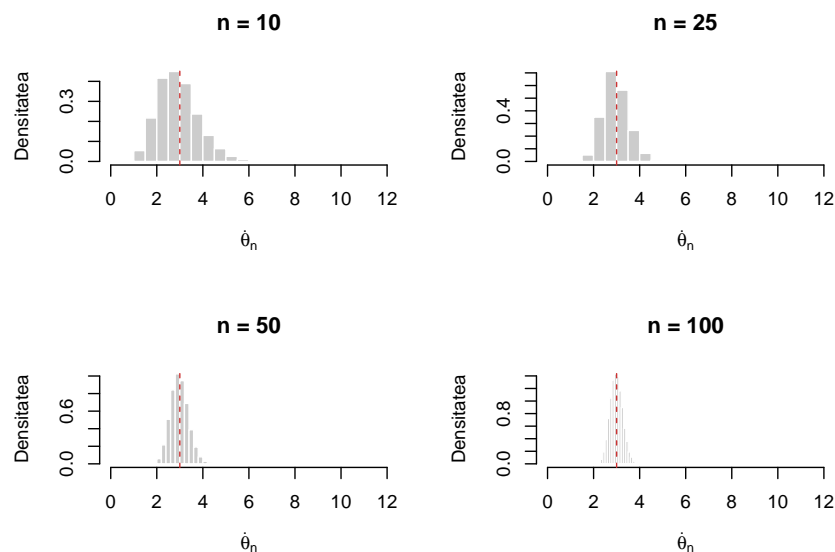 n = 10
Densitatea
0.0 0.3
0 2 4 6 8 10 12
θ̇n
n = 25
Densitatea
0.0 0.4
0 2 4 6 8 10 12
θ̇n
n = 50
Densitatea
0.0 0.6
0 2 4 6 8 10 12
θ̇n
n = 100
Densitatea
0.0 0.8
0 2 4 6 8 10 12
θ̇n